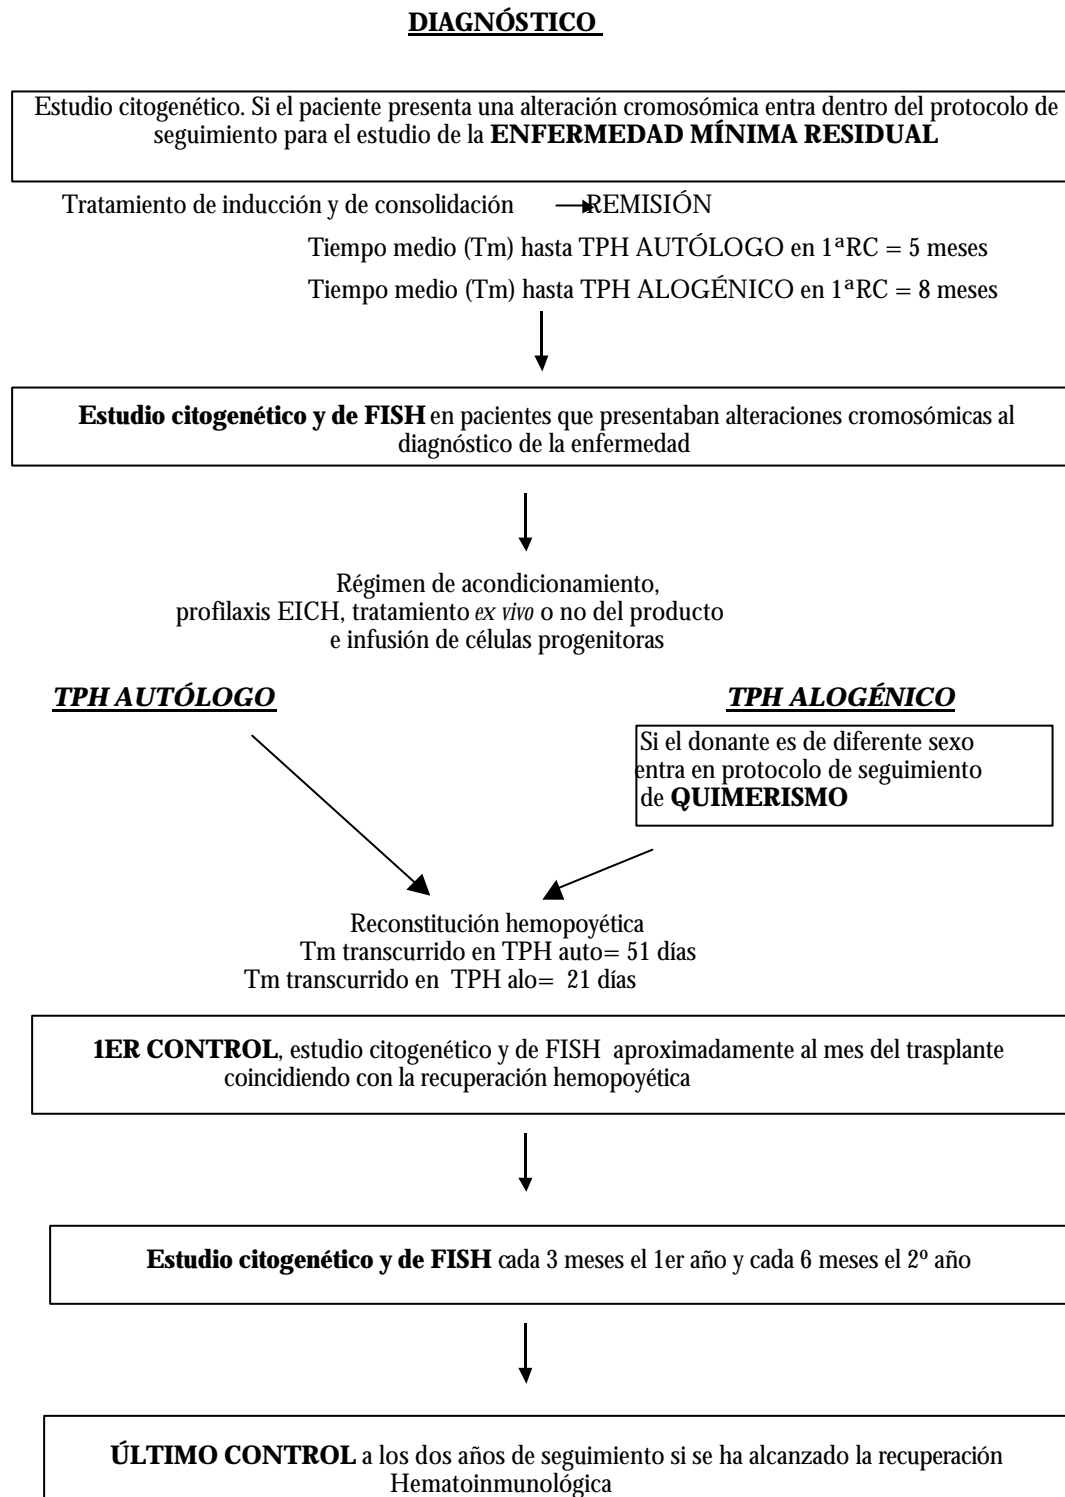 DIAGNÓSTICO
Estudio citogenético. Si el paciente presenta una alteración cromosómica entra dentro del protocolo de
seguimiento para el estudio de la ENFERMEDAD MÍNIMA RESIDUAL
Tratamiento de inducción y de consolidación REMISIÓN
Tiempo medio (Tm) hasta TPH AUTÓLOGO en 1ªRC = 5 meses
Tiempo medio (Tm) hasta TPH ALOGÉNICO en 1ªRC = 8 meses
Estudio citogenético y de FISH en pacientes que presentaban alteraciones cromosómicas al
diagnóstico de la enfermedad
Régimen de acondicionamiento,
profilaxis EICH, tratamiento ex vivo o no del producto
e infusión de células progenitoras
TPH AUTÓLOGO
TPH ALOGÉNICO
Si el donante es de diferente sexo
entra en protocolo de seguimiento
de QUIMERISMO
Reconstitución hemopoyética
Tm transcurrido en TPH auto= 51 días
Tm transcurrido en TPH alo= 21 días
1ER CONTROL, estudio citogenético y de FISH aproximadamente al mes del trasplante
coincidiendo con la recuperación hemopoyética
Estudio citogenético y de FISH cada 3 meses el 1er año y cada 6 meses el 2º año
ÚLTIMO CONTROL a los dos años de seguimiento si se ha alcanzado la recuperación
Hematoinmunológica